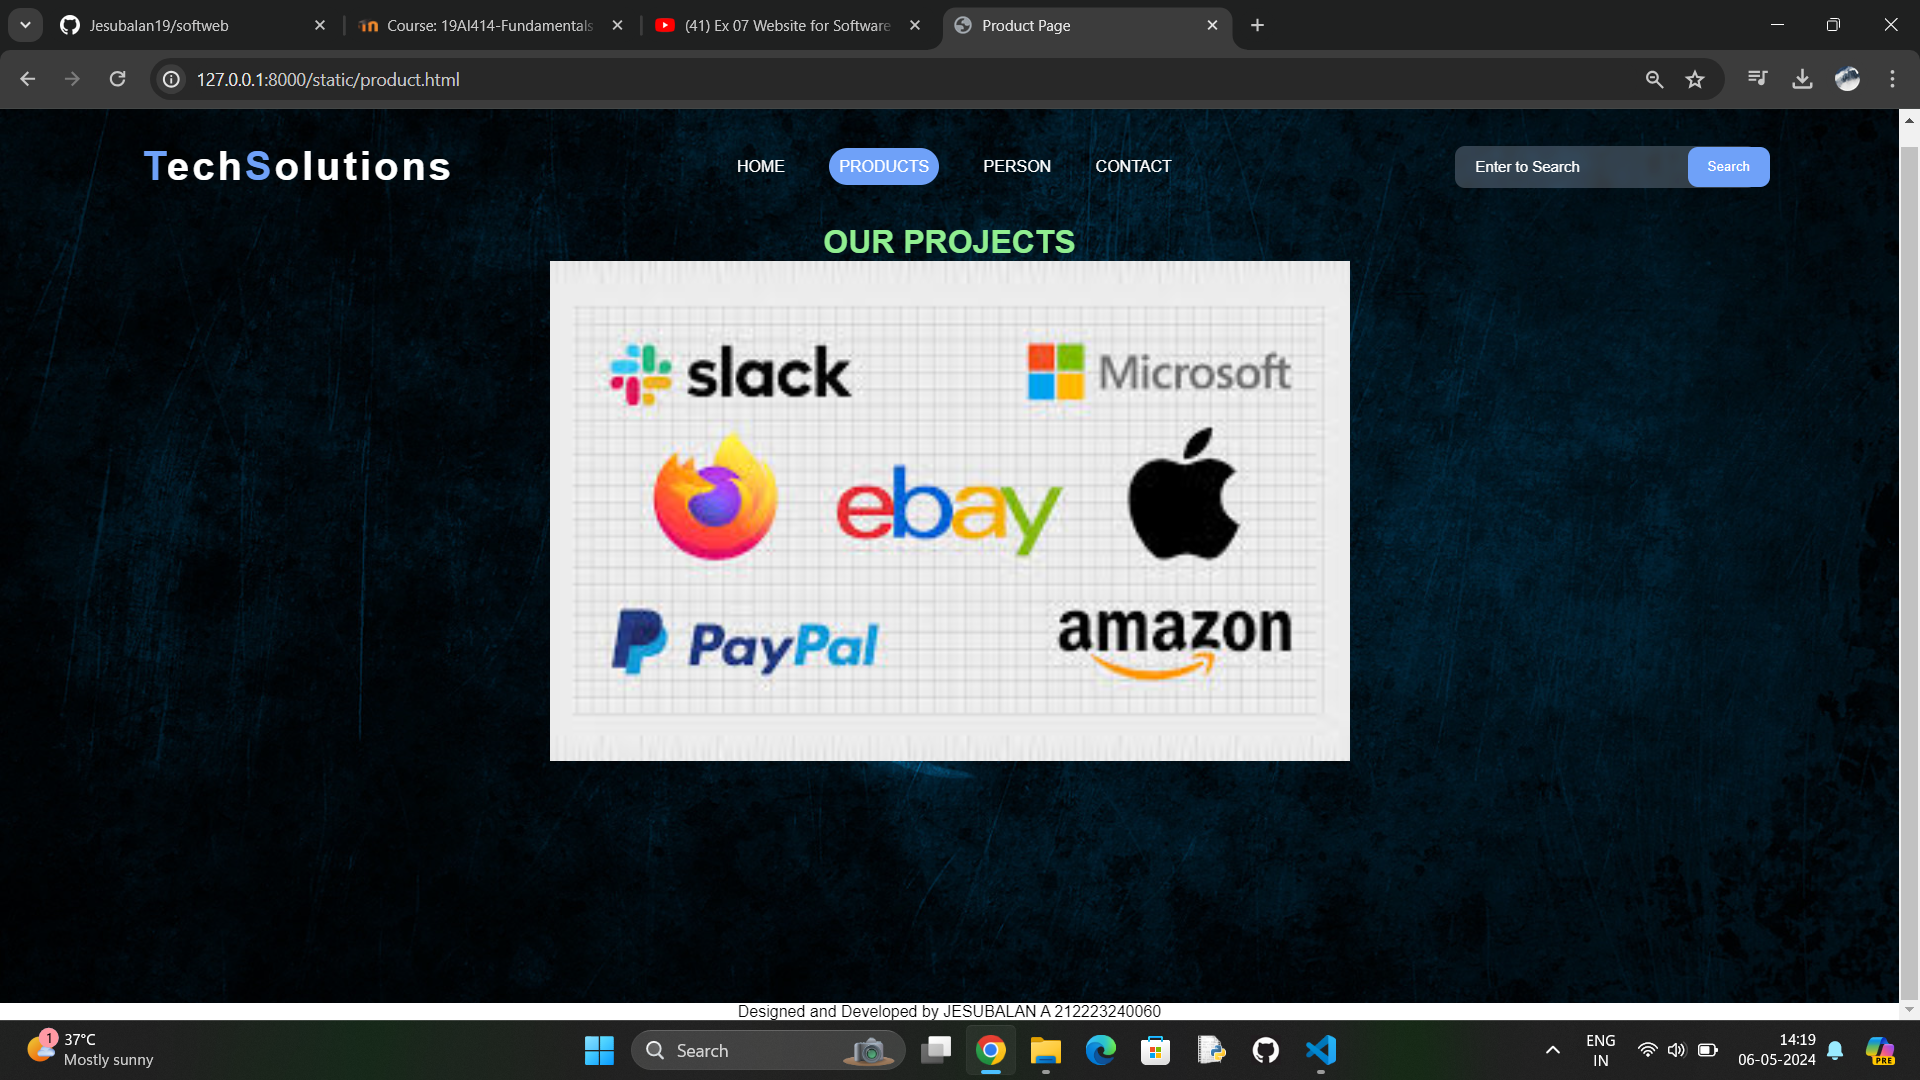 Jesubalan19/softweb
Course: 19AI414-Fundamentals
(41) Ex 07 Website for Software
Product Page
127.0.0.1:8000/static/product.html
TechSolutions
HOME
PRODUCTS
PERSON
CONTACT
Enter to Search
Search
OUR PROJECTS
slack
Microsoft
ebay
PayPal
amazon
Designed and Developed by JESUBALAN A 212223240060
1
37°C
Mostly sunny
Search
ENG
IN
14:19
06-05-2024
PRE